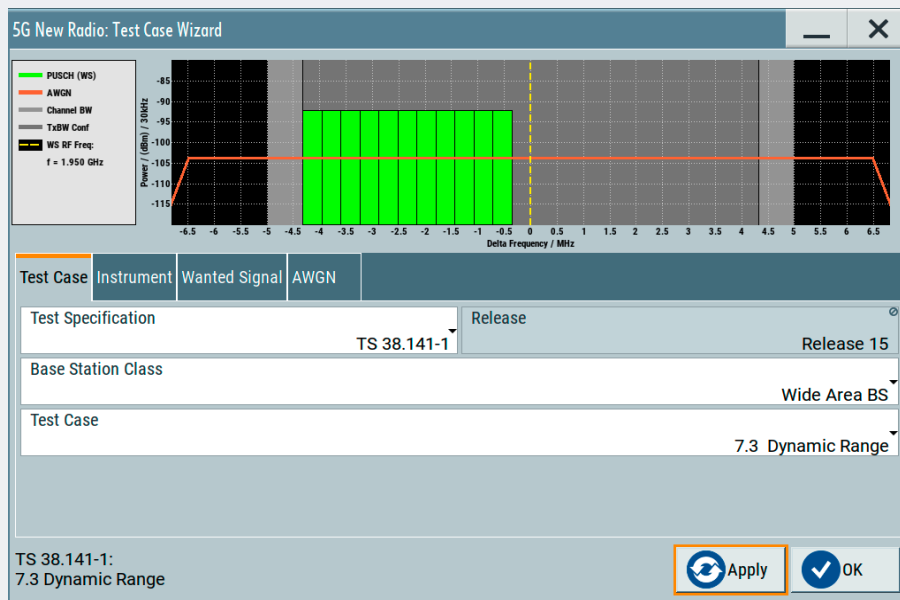 5G New Radio: Test Case Wizard
PUSCH (WS)
AWGN
Channel BW
TxBW Conf
WS RF Freq:
f = 1.950 GHz
Power / (dBm) / 30kHz
-85
-90
-95
-100
-105
-110
-115
-6.5 -6 -5.5 -5 -4.5 -4 -3.5 -3 -2.5 -2 -1.5 -1 -0.5 0 0.5 1 1.5 2 2.5 3 3.5 4 4.5 5 5.5 6 6.5
Delta Frequency / MHz
Test Case Instrument Wanted Signal AWGN
Test Specification
TS 38.141-1
Release
Release 15
Base Station Class
Wide Area BS
Test Case
7.3 Dynamic Range
TS 38.141-1:
7.3 Dynamic Range
Apply
OK